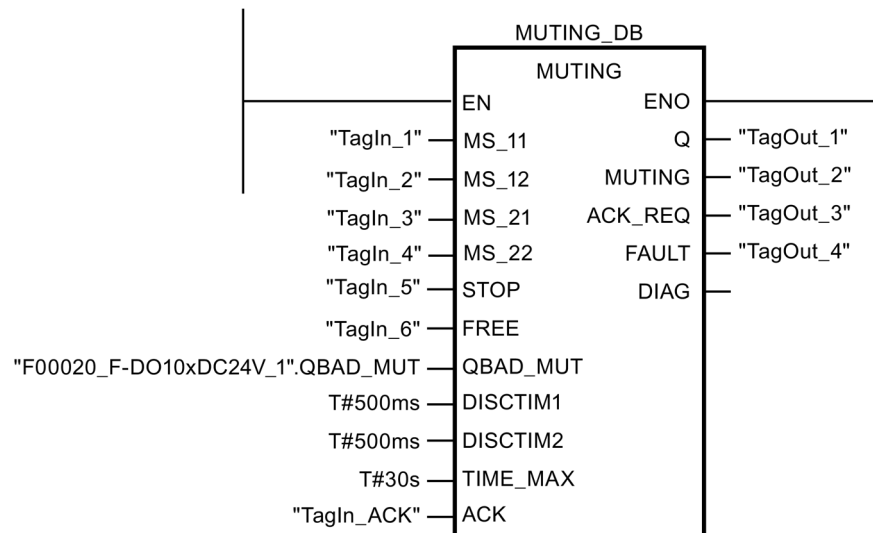 MUTING_DB
MUTING
EN ENO
"TagIn_1" MS_11 Q "TagOut_1"
"TagIn_2" MS_12 MUTING "TagOut_2"
"TagIn_3" MS_21 ACK_REQ "TagOut_3"
"TagIn_4" MS_22 FAULT "TagOut_4"
"TagIn_5" STOP DIAG
"TagIn_6" FREE
"F00020_F-DO10xDC24V_1".QBAD_MUT QBAD_MUT
T#500ms DISCTIM1
T#500ms DISCTIM2
T#30s TIME_MAX
"TagIn_ACK" ACK